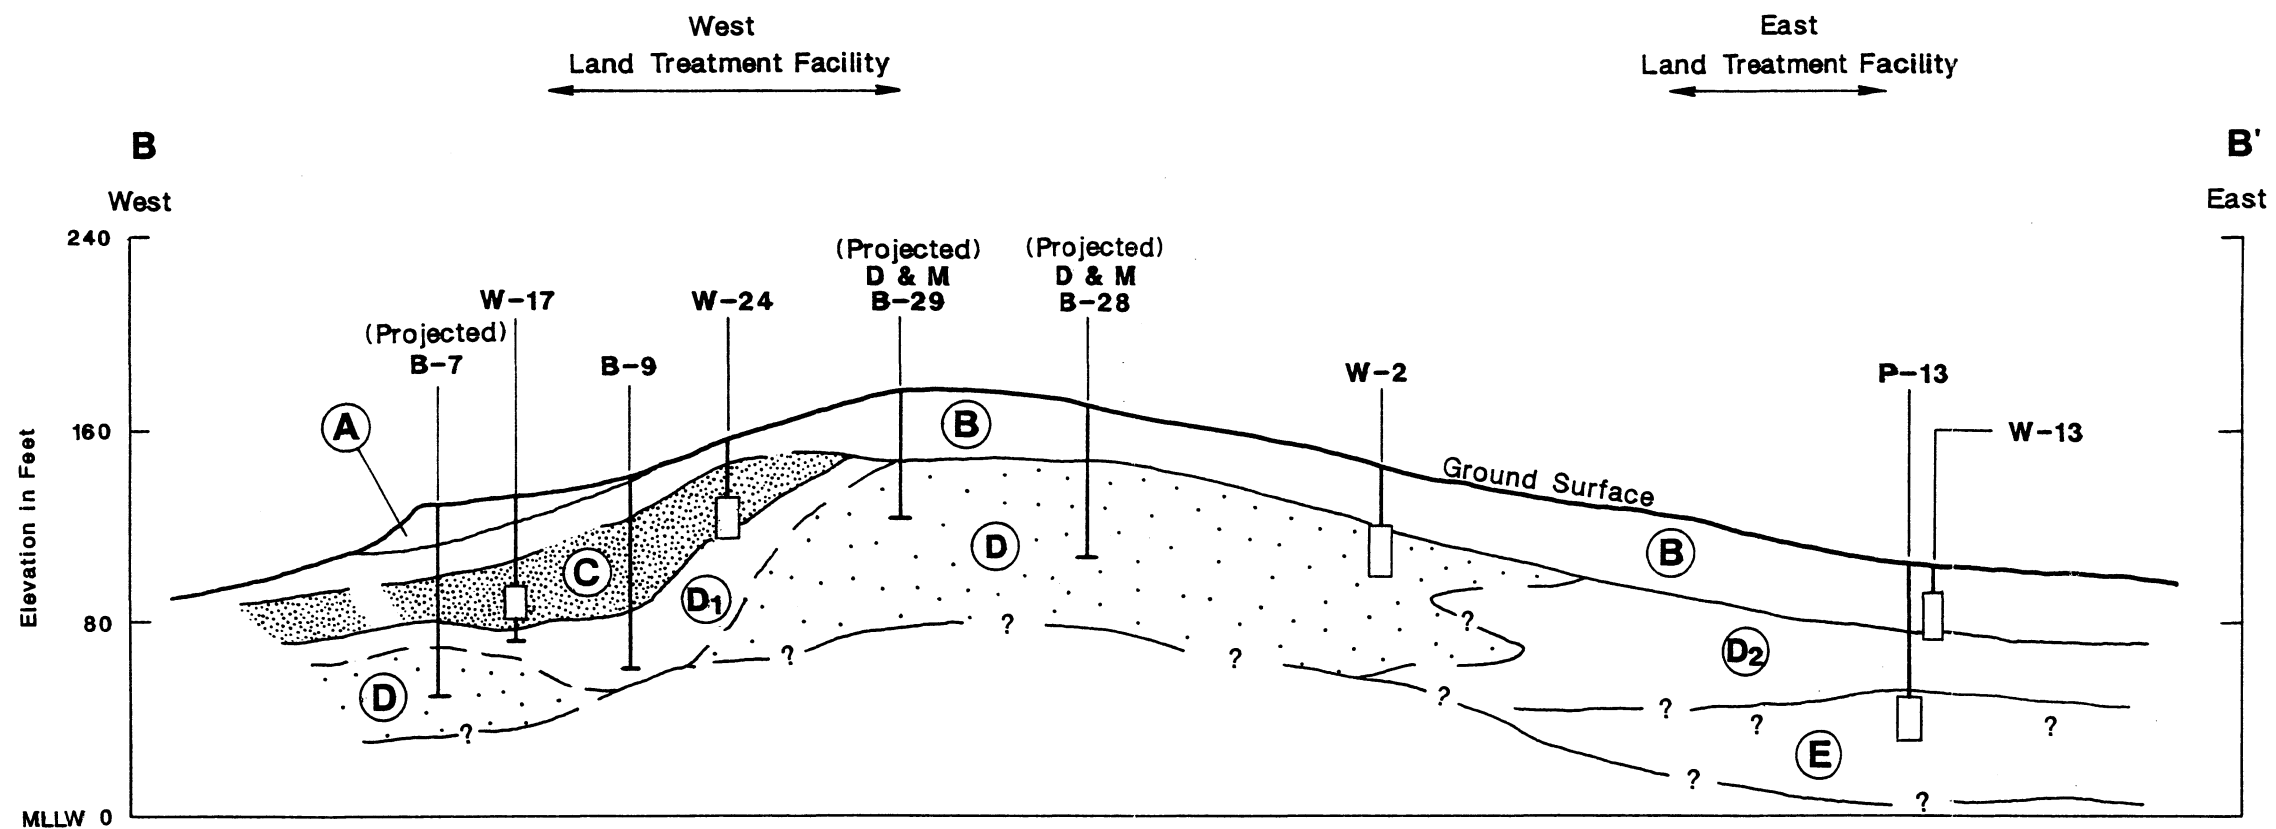 West
Land Treatment Facility
East
Land Treatment Facility
B
B'
West
East
240
(Projected)
D & M
B-29
(Projected)
D & M
B-28
W-17
W-24
(Projected)
B-7
B-9
W-2
P-13
A
B
160
W-13
Ground Surface
Elevation in Feet
D
B
C
D1
80
?
?
D2
?
?
D
?
?
?
?
?
E
?
?
MLLW 0